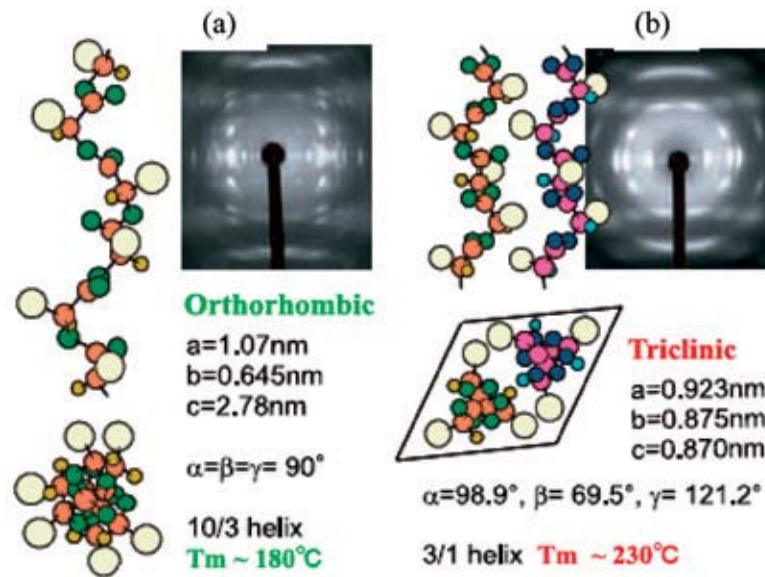 (a)
Orthorhombic
a=1.07nm
b=0.645nm
c=2.78nm
α=β=γ= 90°
10/3 helix
Tm ~ 180℃
(b)
Triclinic
a=0.923nm
b=0.875nm
c=0.870nm
α=98.9°, β= 69.5°, γ= 121.2°
3/1 helix Tm ~ 230℃